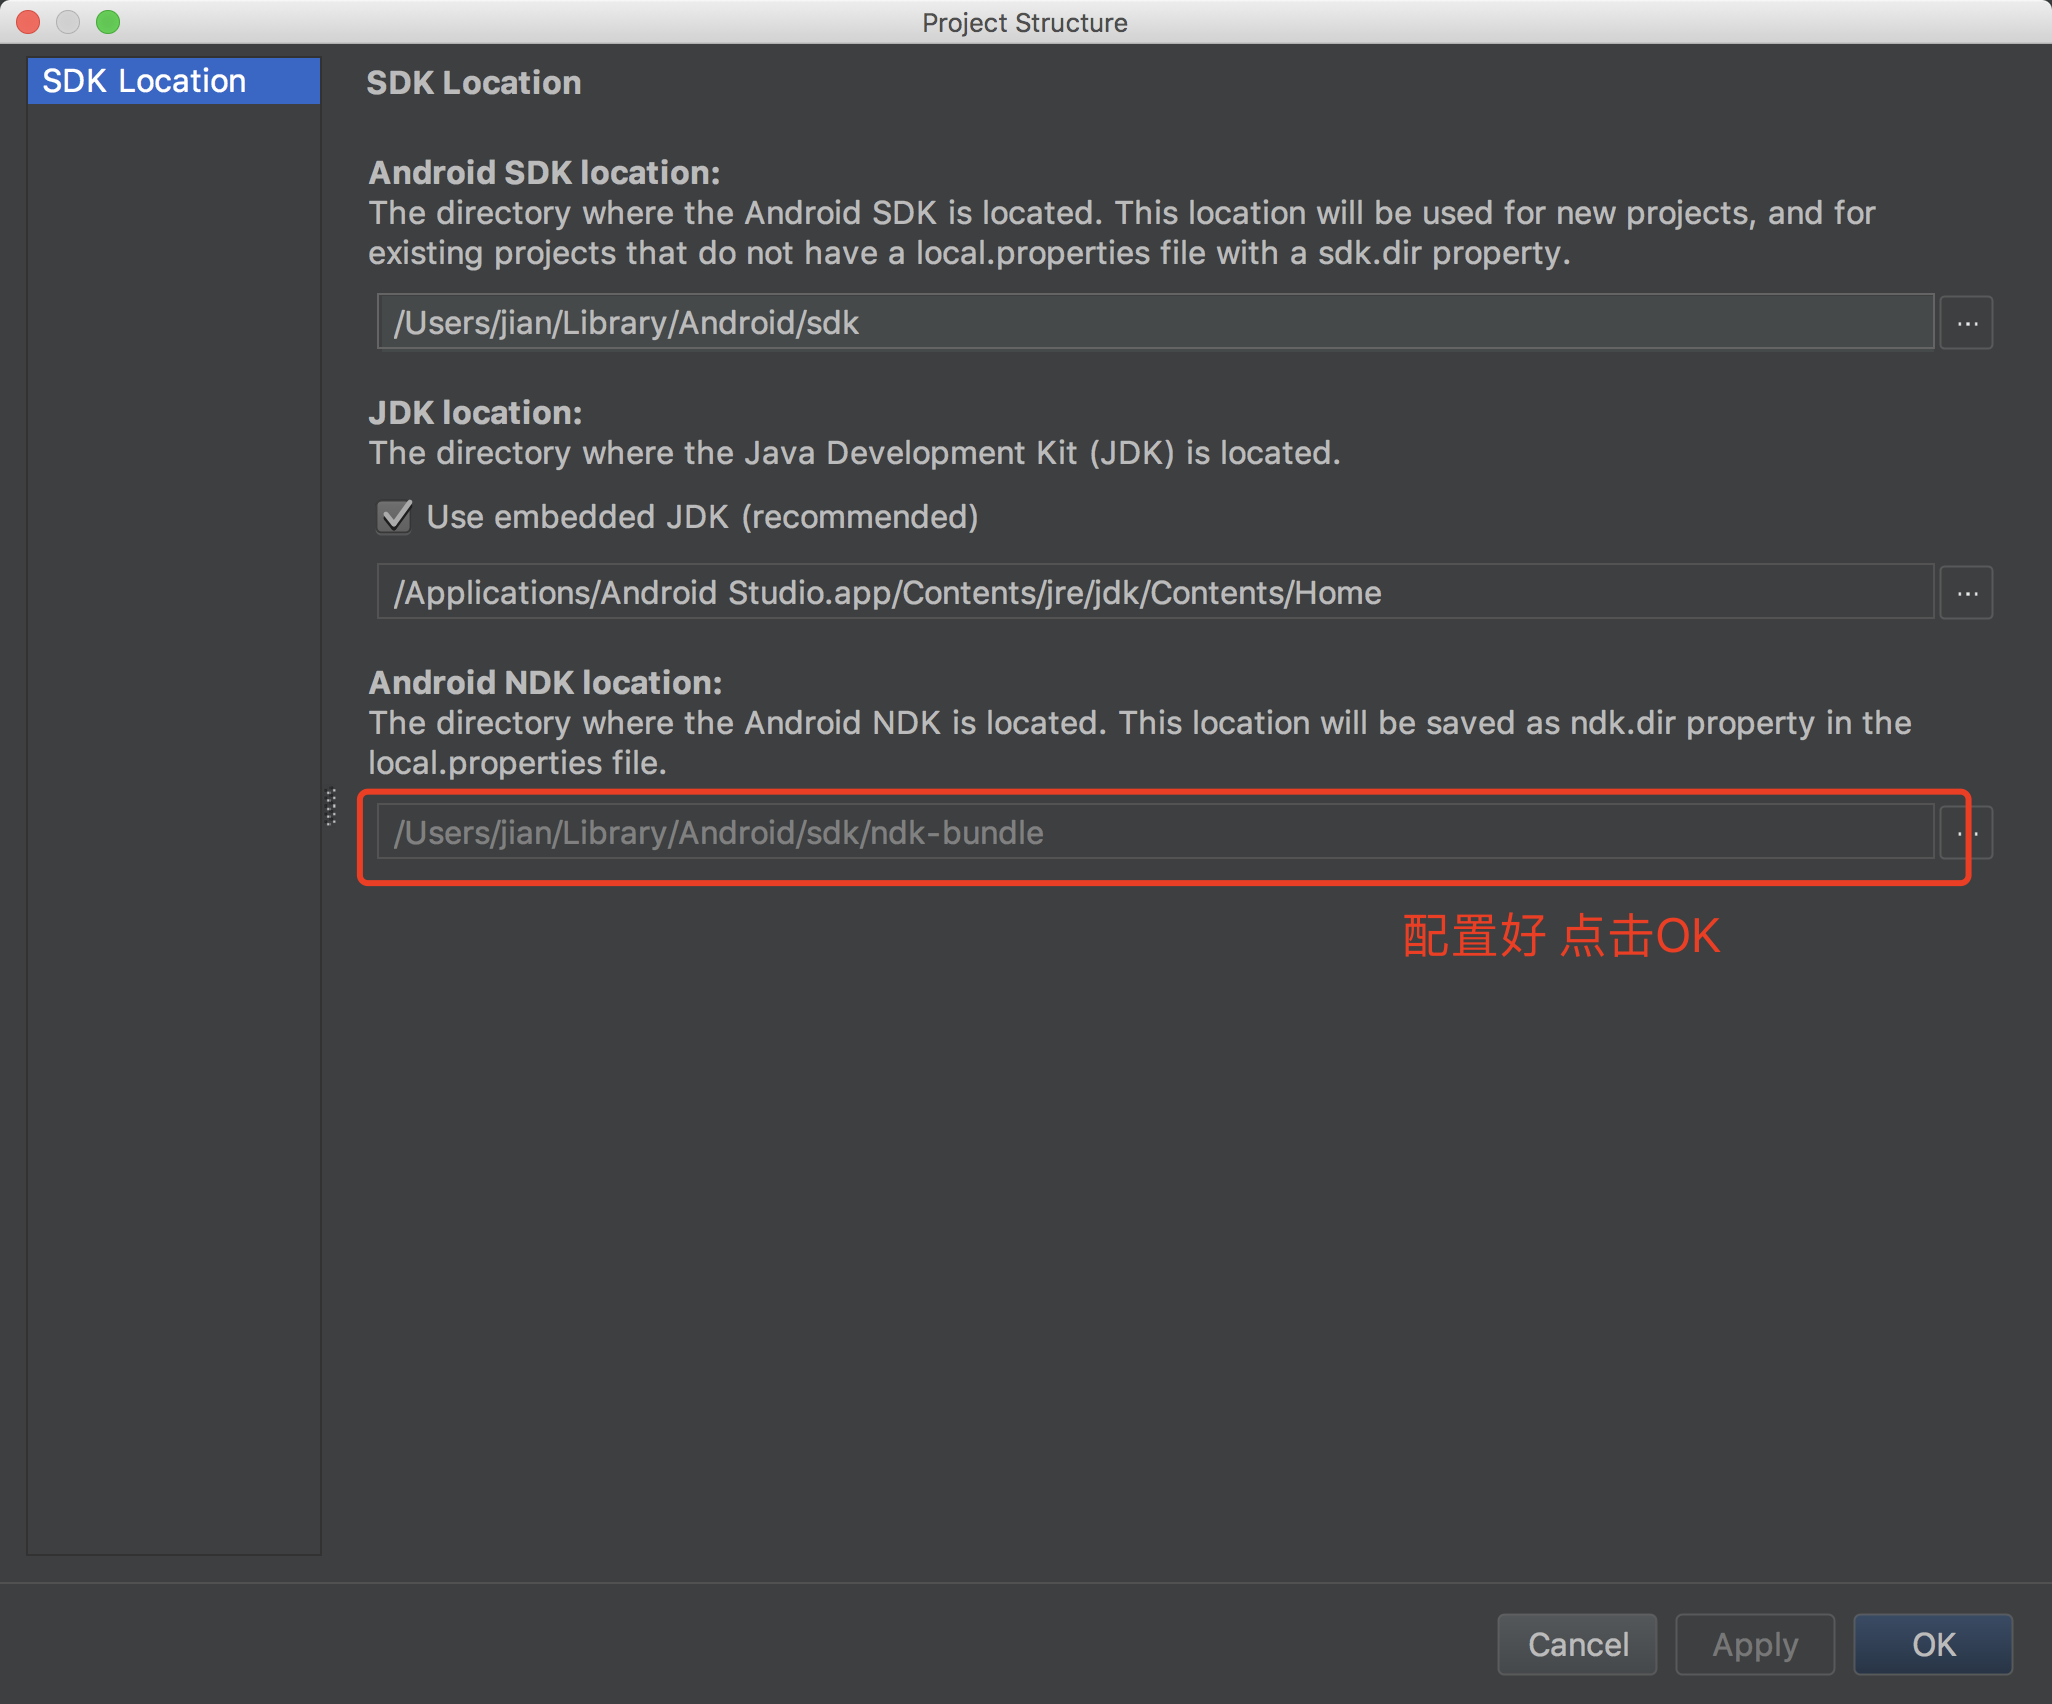 Project Structure
SDK Location
SDK Location
Android SDK location:
The directory where the Android SDK is located. This location will be used for new projects, and for
existing projects that do not have a local.properties file with a sdk.dir property.
/Users/jian/Library/Android/sdk
...
JDK location:
The directory where the Java Development Kit (JDK) is located.
Use embedded JDK (recommended)
/Applications/Android Studio.app/Contents/jre/jdk/Contents/Home
...
Android NDK location:
The directory where the Android NDK is located. This location will be saved as ndk.dir property in the
local.properties file.
/Users/jian/Library/Android/sdk/ndk-bundle
...
配置好 点击OK
Cancel
Apply
OK